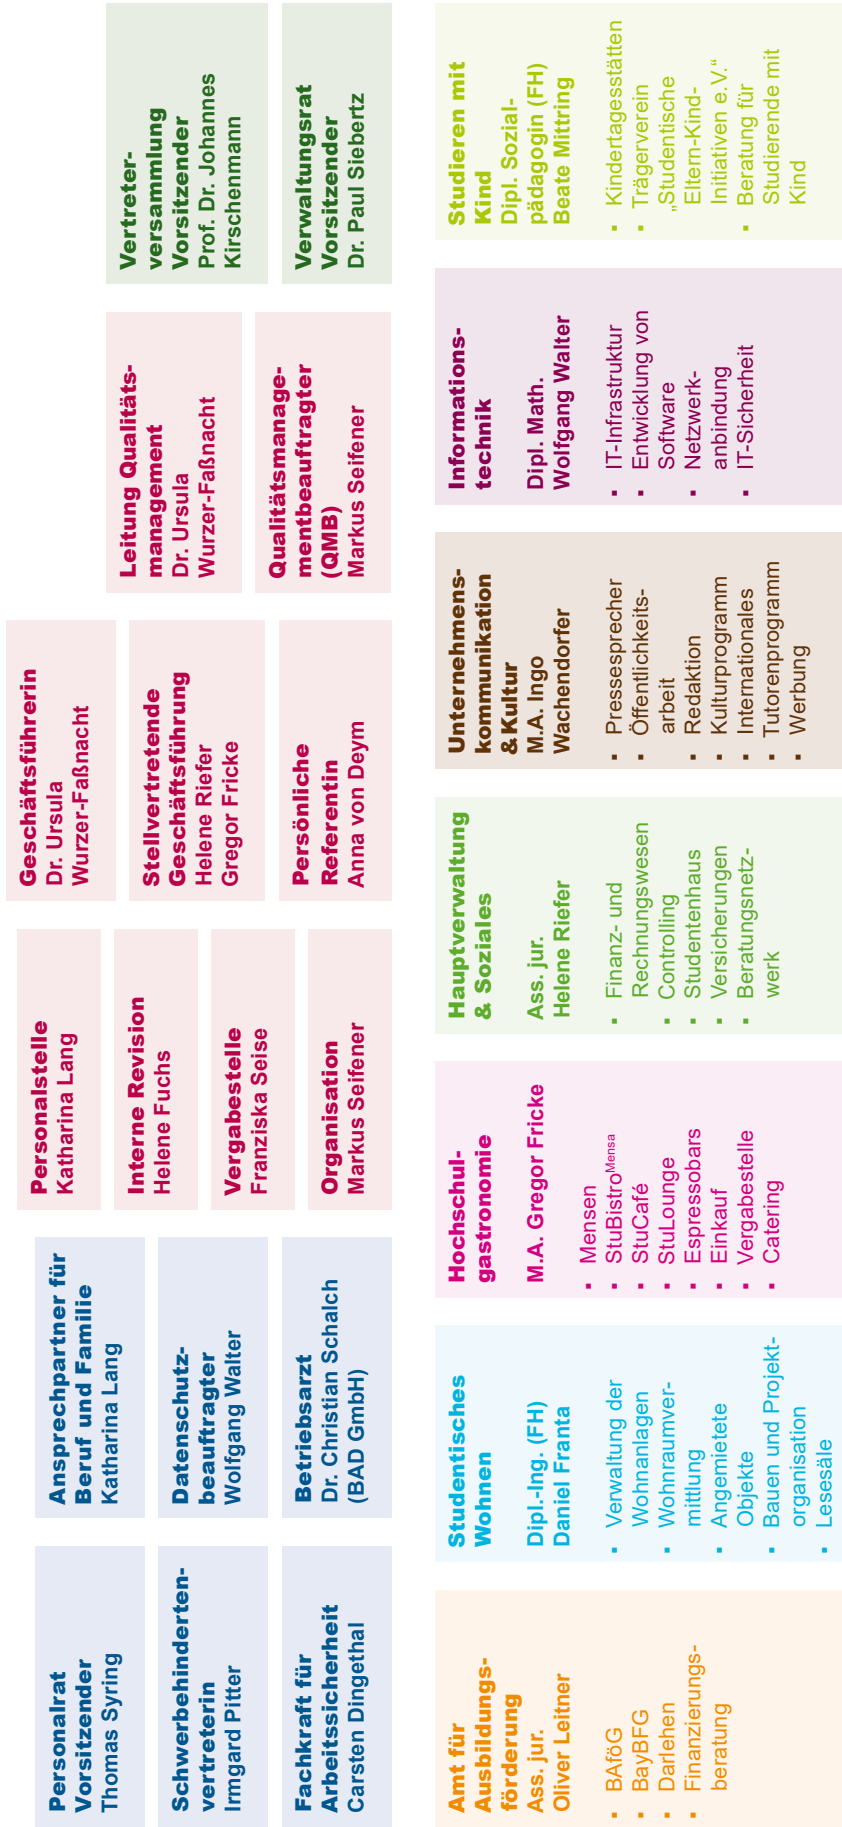 Personalrat
Vorsitzender
Thomas Syring
Schwerbehinderten-
vertreterin
Irmgard Pitter
Fachkraft für
Arbeitssicherheit
Carsten Dingethal
Ansprechpartner für
Beruf und Familie
Katharina Lang
Datenschutz-
beauftragter
Wolfgang Walter
Betriebsarzt
Dr. Christian Schalch
(BAD GmbH)
Personalstelle
Katharina Lang
Interne Revision
Helene Fuchs
Vergabestelle
Franziska Seise
Organisation
Markus Seifener
Geschäftsführerin
Dr. Ursula
Wurzer-Faßnacht
Stellvertretende
Geschäftsführung
Helene Riefer
Gregor Fricke
Persönliche
Referentin
Anna von Deym
Leitung Qualitäts-
management
Dr. Ursula
Wurzer-Faßnacht
Qualitätsmanage-
mentbeauftragter
(QMB)
Markus Seifener
Vertreter-
versammlung
Vorsitzender
Prof. Dr. Johannes
Kirschenmann
Verwaltungsrat
Vorsitzender
Dr. Paul Siebertz
Amt für
Ausbildungs-
förderung
Ass. jur.
Oliver Leitner
▪ BAföG
▪ BayBFG
▪ Darlehen
▪ Finanzierungs-
beratung
Studentisches
Wohnen
Dipl.-Ing. (FH)
Daniel Franta
▪ Verwaltung der
Wohnanlagen
▪ Wohnraumver-
mittlung
▪ Angemietete
Objekte
▪ Bauen und Projekt-
organisation
▪ Lesesäle
Hochschul-
gastronomie
M.A. Gregor Fricke
▪ Mensen
▪ StuBistroMensa
▪ StuCafé
▪ StuLounge
▪ Espressobars
▪ Einkauf
▪ Vergabestelle
▪ Catering
Hauptverwaltung
& Soziales
Ass. jur.
Helene Riefer
▪ Finanz- und
Rechnungswesen
▪ Controlling
▪ Studentenhaus
▪ Versicherungen
▪ Beratungsnetz-
werk
Unternehmens-
kommunikation
& Kultur
M.A. Ingo
Wachendorfer
▪ Pressesprecher
▪ Öffentlichkeits-
arbeit
▪ Redaktion
▪ Kulturprogramm
▪ Internationales
▪ Tutorenprogramm
▪ Werbung
Informations-
technik
Dipl. Math.
Wolfgang Walter
▪ IT-Infrastruktur
▪ Entwicklung von
Software
▪ Netzwerk-
anbindung
▪ IT-Sicherheit
Studieren mit
Kind
Dipl. Sozial-
pädagogin (FH)
Beate Mittring
▪ Kindertagesstätten
▪ Trägerverein
„Studentische
Eltern-Kind-
Initiativen e.V.“
▪ Beratung für
Studierende mit
Kind